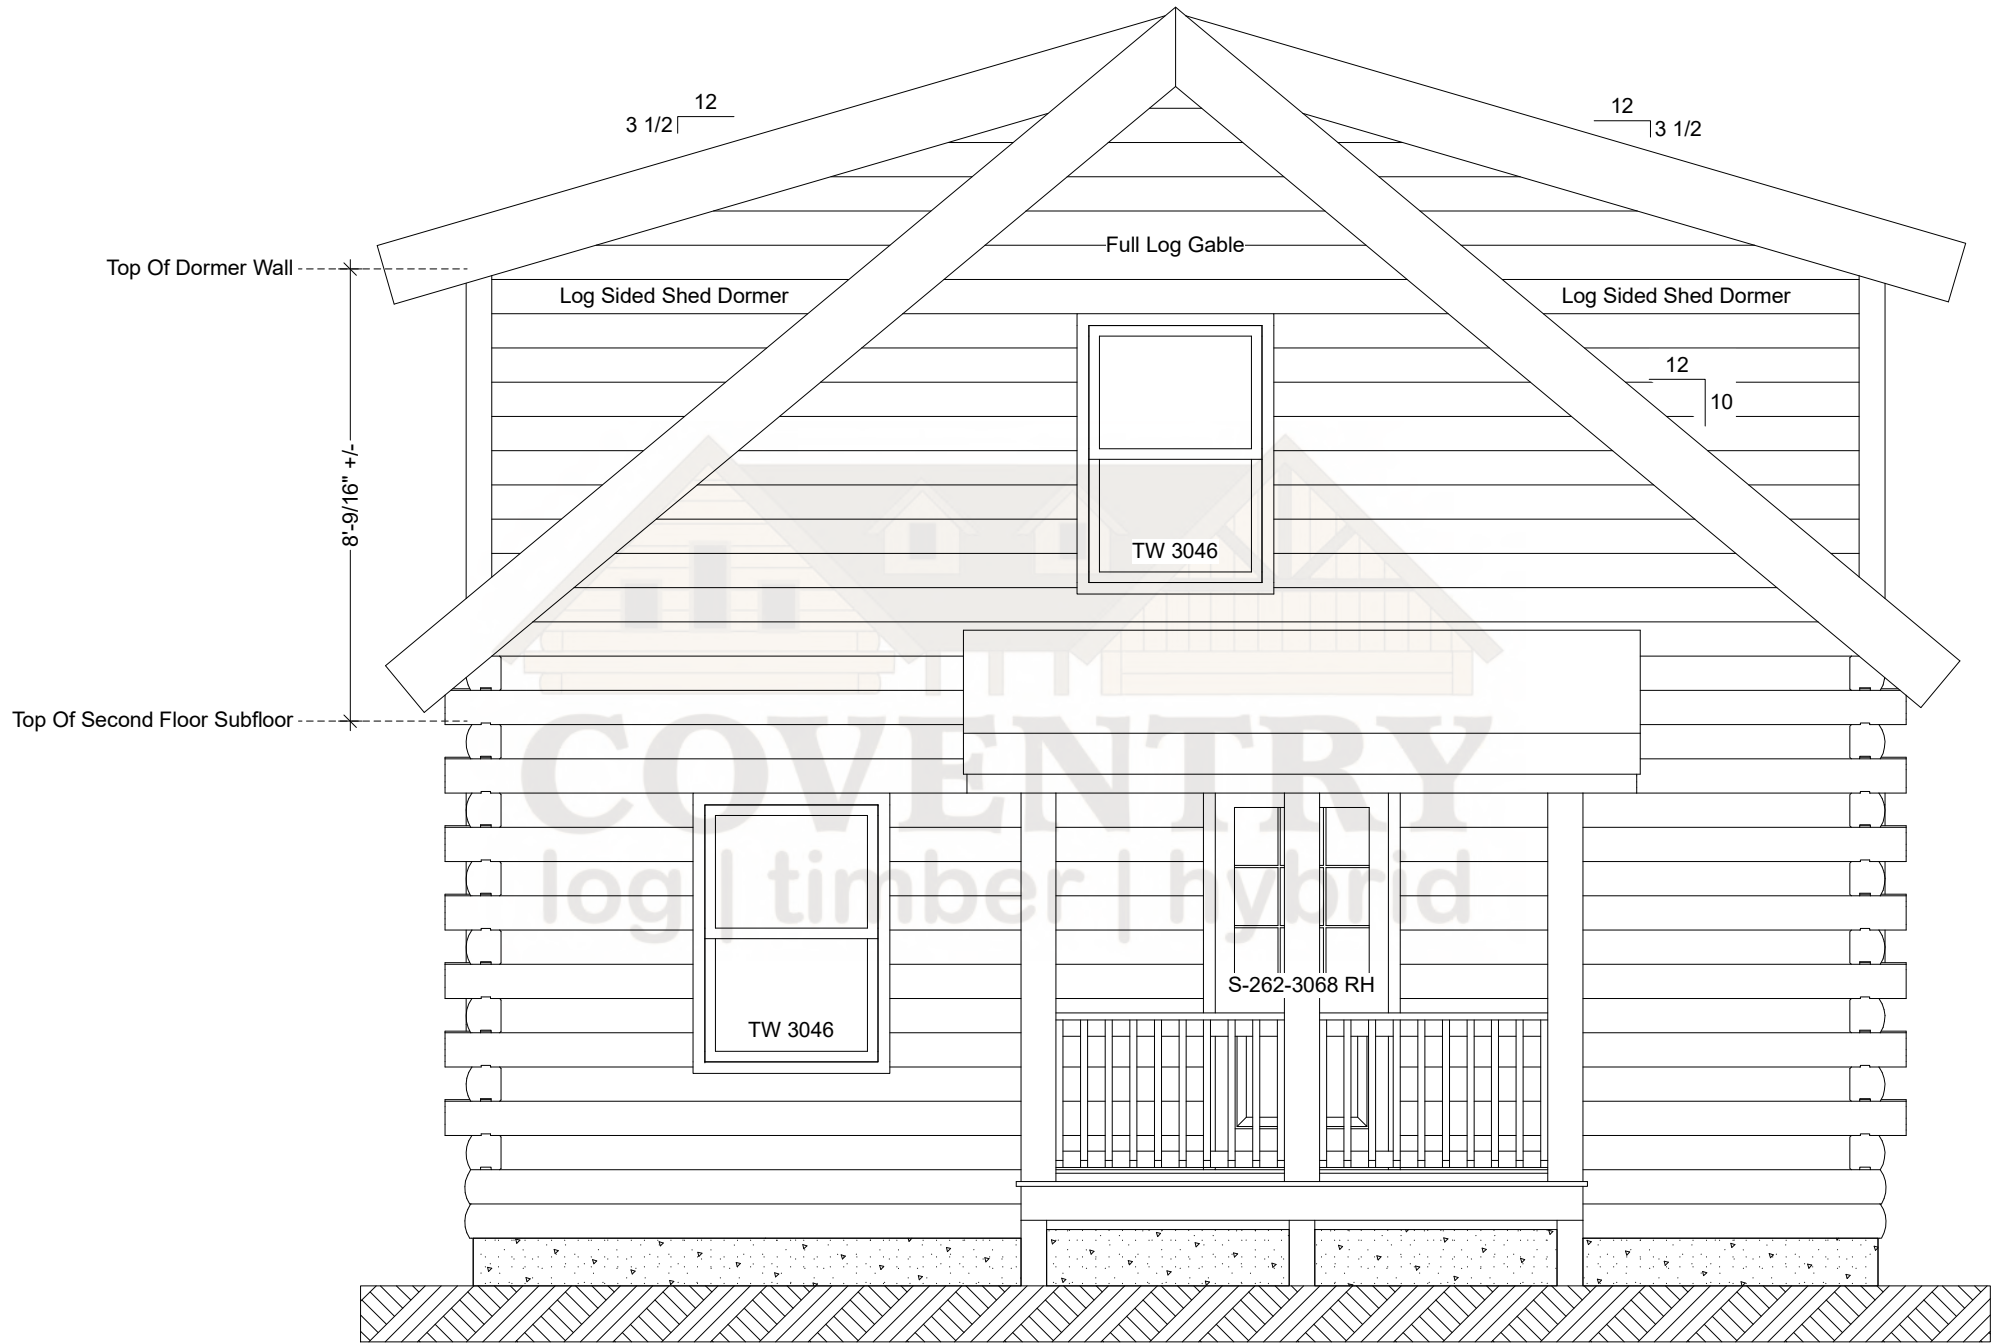 12
3 1/2
12
3 1/2
Full Log Gable
Top Of Dormer Wall
Log Sided Shed Dormer
Log Sided Shed Dormer
12
10
8'-9/16" +/-
TW 3046
Top Of Second Floor Subfloor
COVENTRY
log | timber | hybrid
S-262-3068 RH
TW 3046